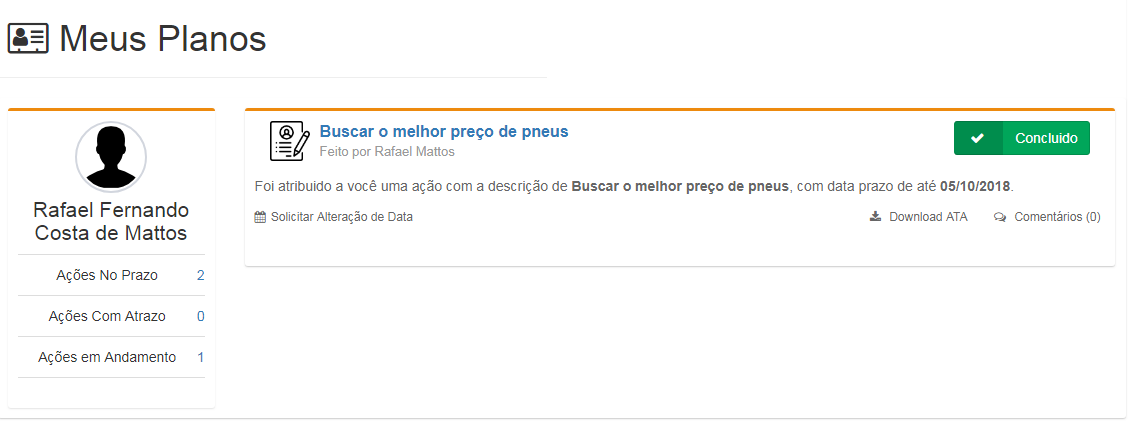 Meus Planos
Rafael Fernando
Costa de Mattos
Ações No Prazo 2
Ações Com Atrazo 0
Ações em Andamento 1
Buscar o melhor preço de pneus
Feito por Rafael Mattos
Concluido
Foi atribuido a você uma ação com a descrição de Buscar o melhor preço de pneus, com data prazo de até 05/10/2018.
Solicitar Alteração de Data
Download ATA
Comentários (0)